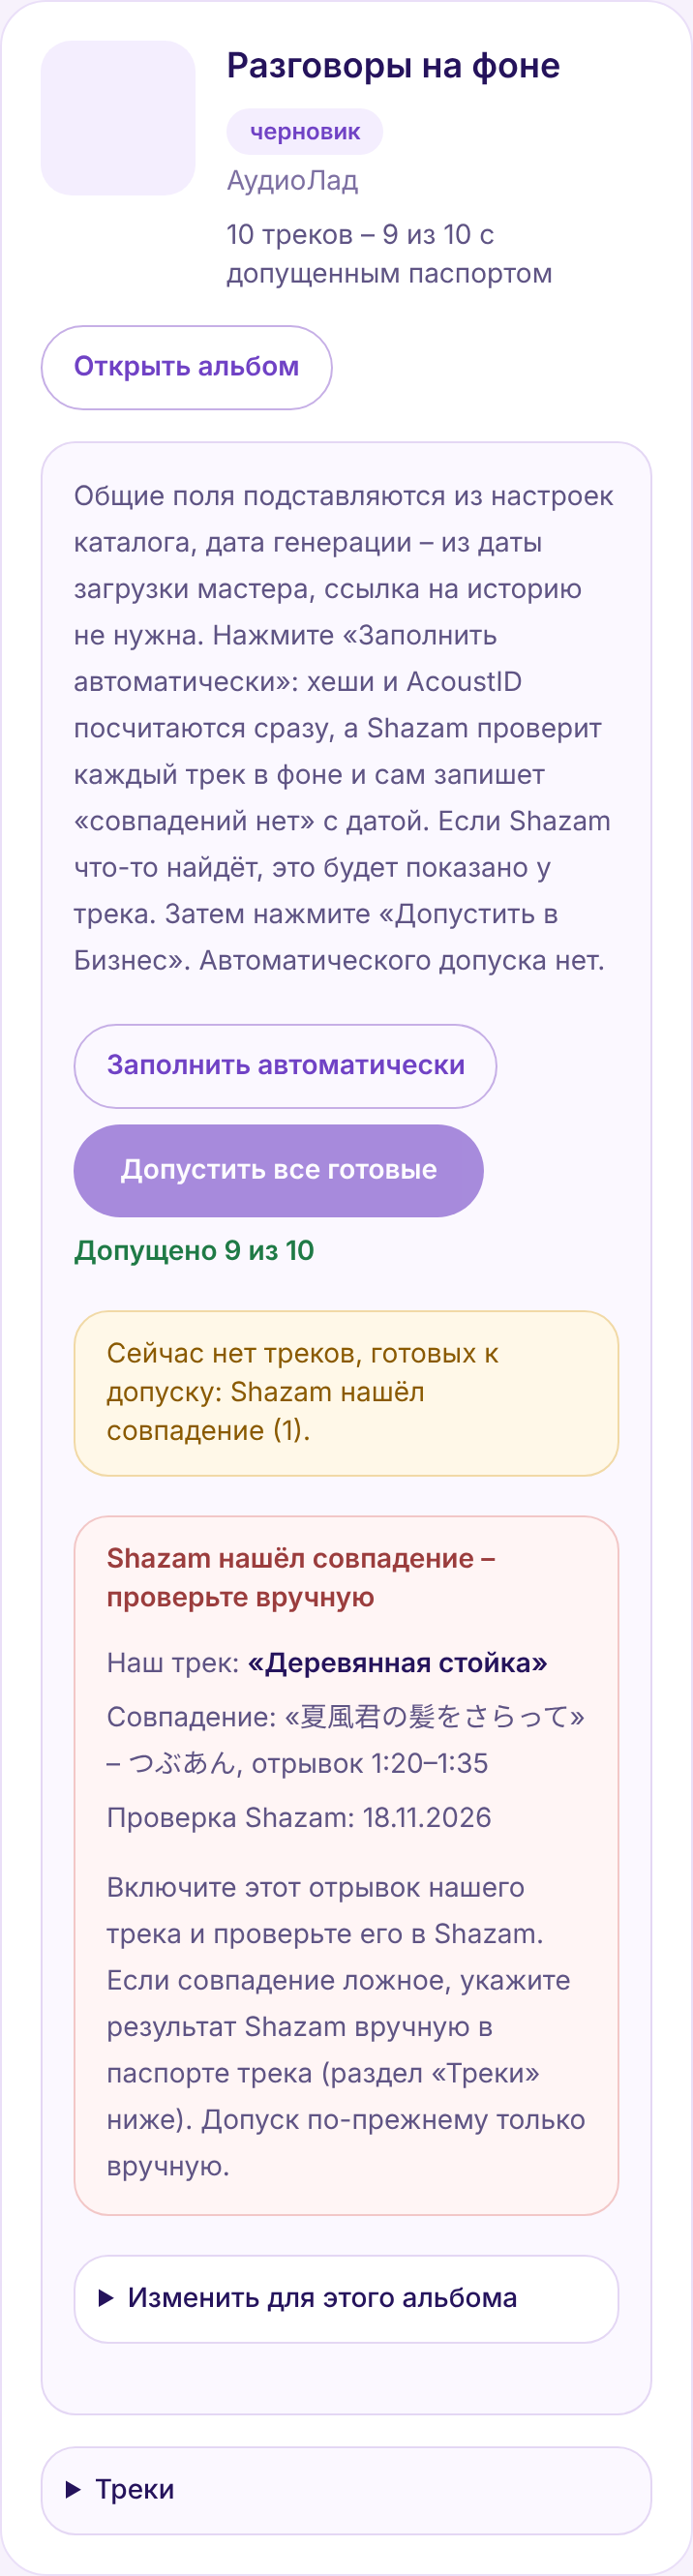 Разговоры на фоне
черновик
АудиоЛад
10 треков – 9 из 10 с
допущенным паспортом
Открыть альбом
Общие поля подставляются из настроек
каталога, дата генерации – из даты
загрузки мастера, ссылка на историю
не нужна. Нажмите «Заполнить
автоматически»: хеши и AcoustID
посчитаются сразу, а Shazam проверит
каждый трек в фоне и сам запишет
«совпадений нет» с датой. Если Shazam
что-то найдёт, это будет показано у
трека. Затем нажмите «Допустить в
Бизнес». Автоматического допуска нет.
Заполнить автоматически
Допустить все готовые
Допущено 9 из 10
Сейчас нет треков, готовых к
допуску: Shazam нашёл
совпадение (1).
Shazam нашёл совпадение –
проверьте вручную
Наш трек: «Деревянная стойка»
Совпадение: «夏風君の髪をさらって»
– つぶあん, отрывок 1:20–1:35
Проверка Shazam: 18.11.2026
Включите этот отрывок нашего
трека и проверьте его в Shazam.
Если совпадение ложное, укажите
результат Shazam вручную в
паспорте трека (раздел «Треки»
ниже). Допуск по-прежнему только
вручную.
Изменить для этого альбома
Треки